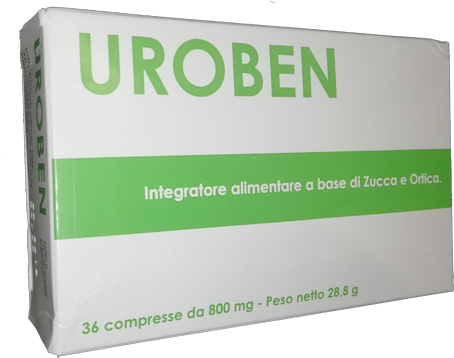 UROBEN
Integratore alimentare a base di Zucca e Ortica.
36 compresse da 800 mg - Peso netto 28,8 g
UROBEN